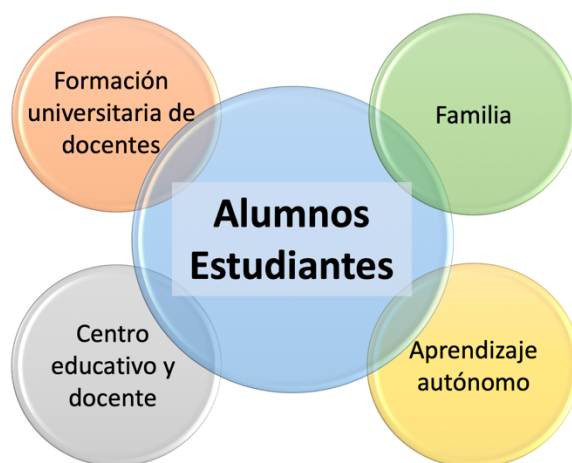 Formación
universitaria de
docentes
Familia
Alumnos
Estudiantes
Centro
educativo y
docente
Aprendizaje
autónomo